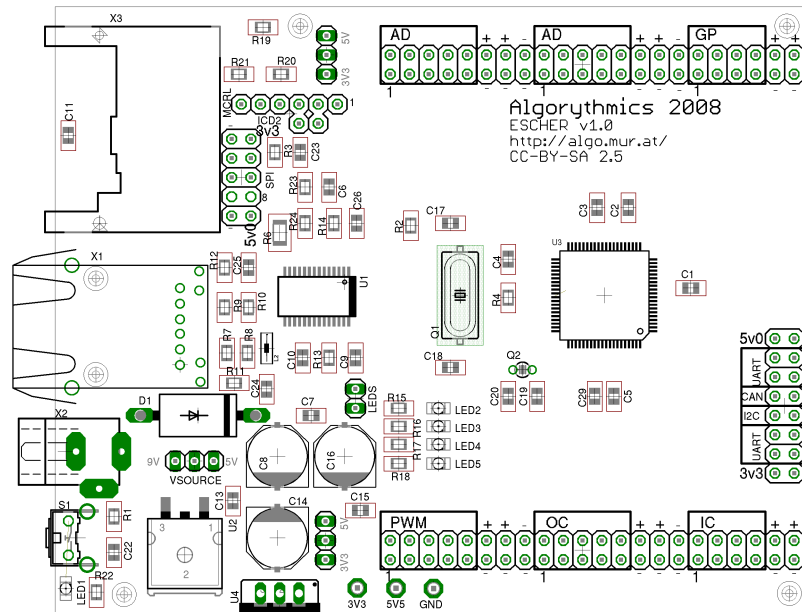 X3
R19
5V
3V3
AD + + -
AD + + -
GP + +
1
1
1
R21
R20
MCRL
ICD2
1
3v3
C11
R3
C23
SPI
8
5v0
R23
C6
R24
R14
C26
R6
Algorythmics 2008
ESCHER v1.0
http://algo.mur.at/
CC-BY-SA 2.5
C3
C2
R2
C17
X1
R12
C25
U1
R9
R10
Q1
C4
R4
U3
C1
R7
R8
L2
C10
R13
C9
C18
Q2
R11
C24
C20
C19
C29
C5
5v0
UART
CAN
I2C
UART
3v3
D1
C7
LEDS
R15
R16
R17
R18
LED2
LED3
LED4
LED5
X2
9V
5V
VSOURCE
C8
C16
S1
R1
C22
3
1
2
U2
C13
C14
C15
5V
3V3
PWM + + -
OC + + -
IC + +
1
1
1
LED1
R22
U4
3V3
5V5
GND